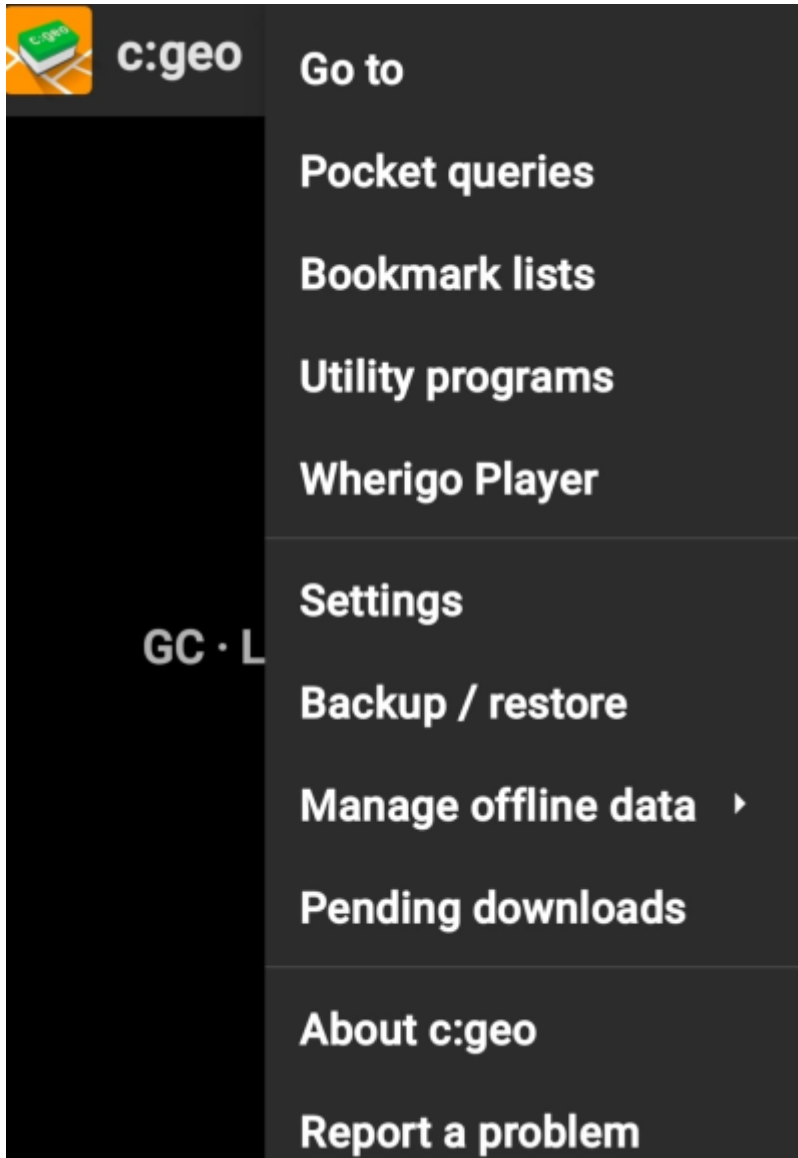 c:geo
c:geo
Go to
Pocket queries
Bookmark lists
Utility programs
Wherigo Player
Settings
GC · L
Backup / restore
Manage offline data
Pending downloads
About c:geo
Report a problem